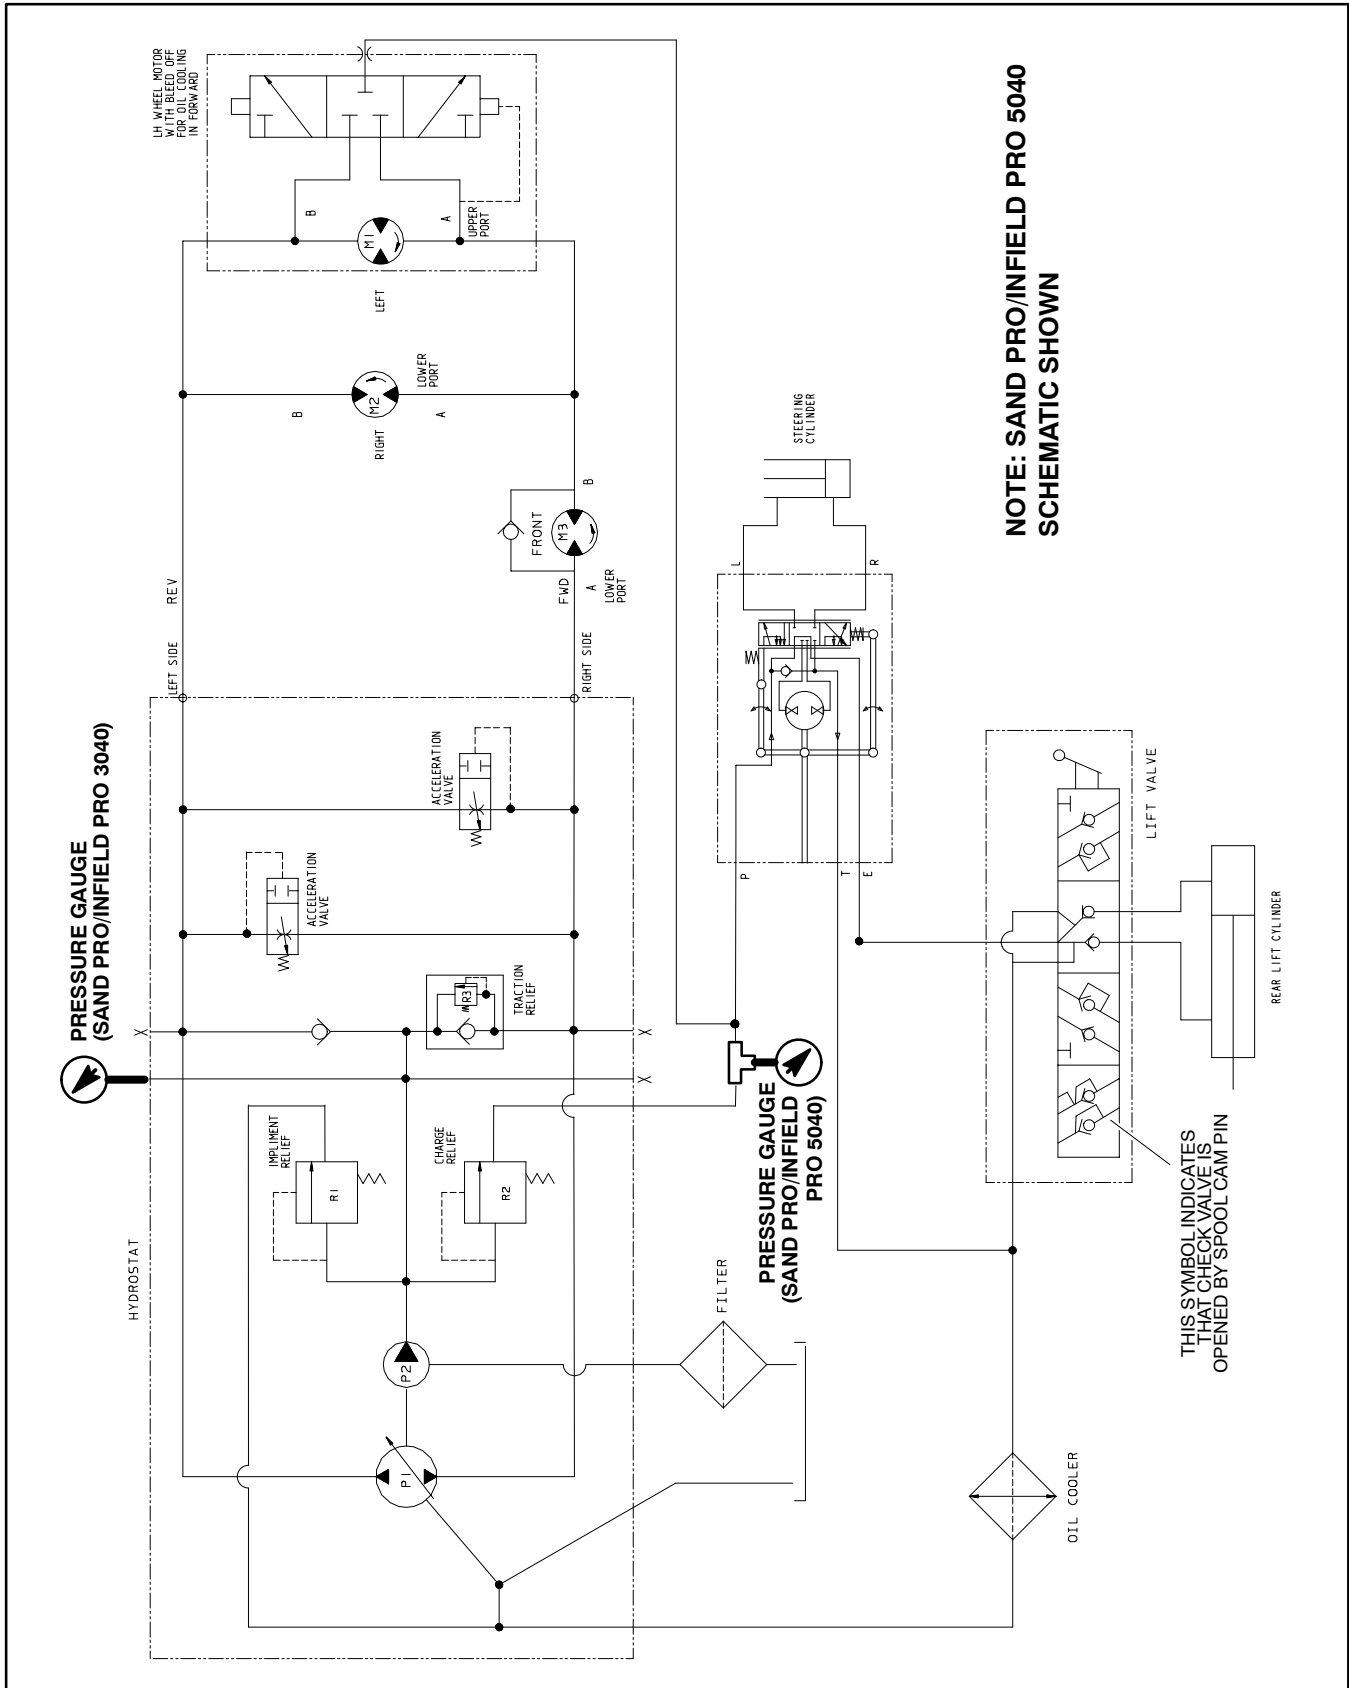 LH WHEEL MOTOR
WITH BLEED OFF
FOR OIL COOLING
IN FORWARD
B
A
UPPER
PORT
M1
LEFT
B
M2
RIGHT
LOWER
PORT
A
B
FRONT
M3
FWD
A
LOWER
PORT
REV
LEFT SIDE
RIGHT SIDE
STEERING
CYLINDER
L
R
NOTE: SAND PRO/INFIELD PRO 5040
SCHEMATIC SHOWN
PRESSURE GAUGE
(SAND PRO/INFIELD PRO 3040)
ACCELERATION
VALVE
ACCELERATION
VALVE
R3
TRACTION
RELIEF
X
X
X
P
T
E
LIFT VALVE
REAR LIFT CYLINDER
HYDROSTAT
IMPLIMENT
RELIEF
R1
CHARGE
RELIEF
R2
PRESSURE GAUGE
(SAND PRO/INFIELD
PRO 5040)
P2
P1
FILTER
OIL COOLER
THIS SYMBOL INDICATES
THAT CHECK VALVE IS
OPENED BY SPOOL CAM PIN